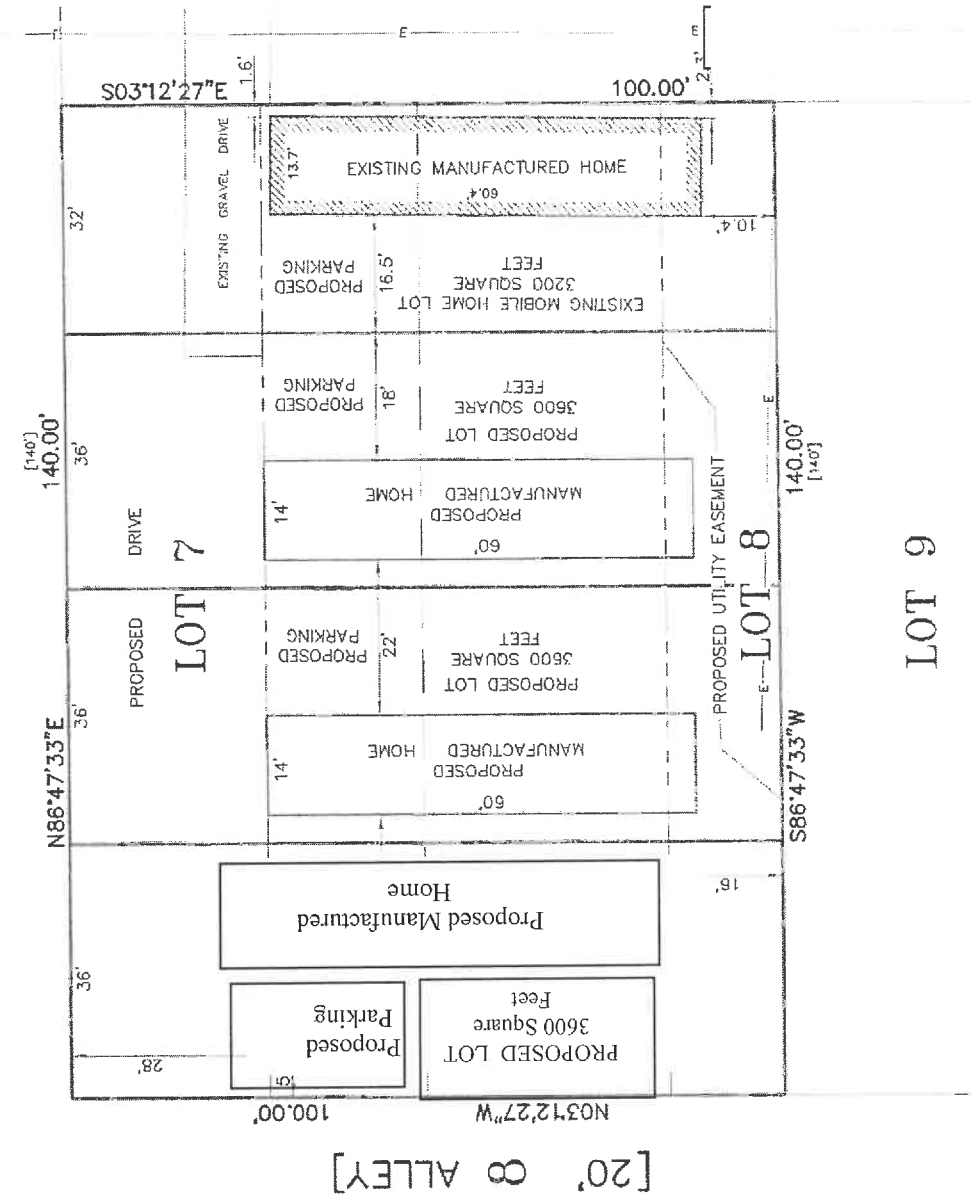 E
E
S03°12'27"E
1.6'
100.00'
2.3'
EXISTING GRAVEL DRIVE
32'
13.7'
EXISTING MANUFACTURED HOME
60.4'
10.4'
PROPOSED
PARKING
16.5'
EXISTING MOBILE HOME LOT
3200 SQUARE
FEET
[140']
140.00'
36'
PROPOSED
PARKING
18'
PROPOSED LOT
3600 SQUARE
FEET
E
140.00'
[140']
DRIVE
LOT 7
14'
PROPOSED
MANUFACTURED HOME
60'
PROPOSED UTILITY EASEMENT
LOT 8
E
LOT 9
PROPOSED
PROPOSED
PARKING
22'
PROPOSED LOT
3600 SQUARE
FEET
N86°47'33"E
36'
14'
PROPOSED
MANUFACTURED HOME
60'
S86°47'33"W
Proposed Manufactured
Home
16'
36'
Proposed
Parking
PROPOSED LOT
3600 Square
Feet
28'
5'
100.00'
N03°12'27"W
[20' ALLEY]